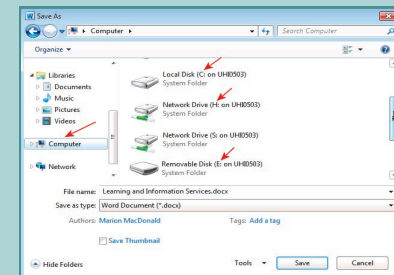 Save As
Computer
Search Computer
Organize
Libraries
Documents
Music
Pictures
Videos
Computer
Network
Local Disk (C: on UHI0503)
System Folder
Network Drive (H: on UHI0503)
System Folder
Network Drive (S: on UHI0503)
System Folder
Removable Disk (E: on UHI0503)
System Folder
File name: Learning and Information Services.docx
Save as type: Word Document (*.docx)
Authors: Marion MacDonald
Tags: Add a tag
Save Thumbnail
Hide Folders
Tools
Save
Cancel